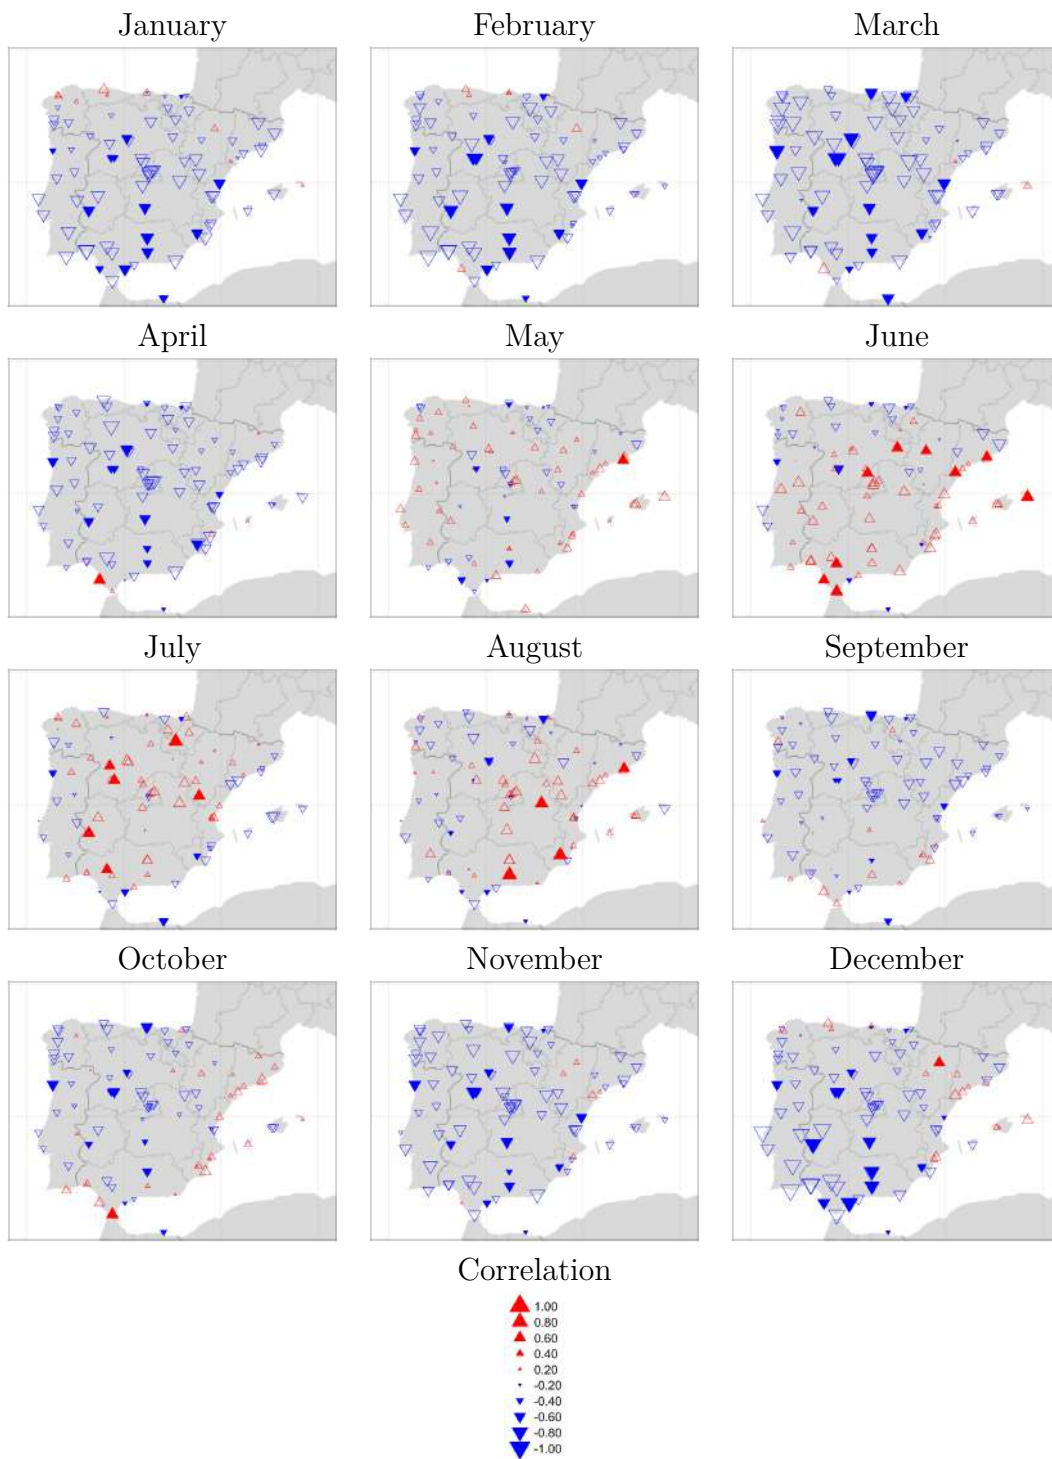 January February March
April May June
July August September
October November December
Correlation
1.00
0.80
0.60
0.40
0.20
-0.20
-0.40
-0.60
-0.80
-1.00